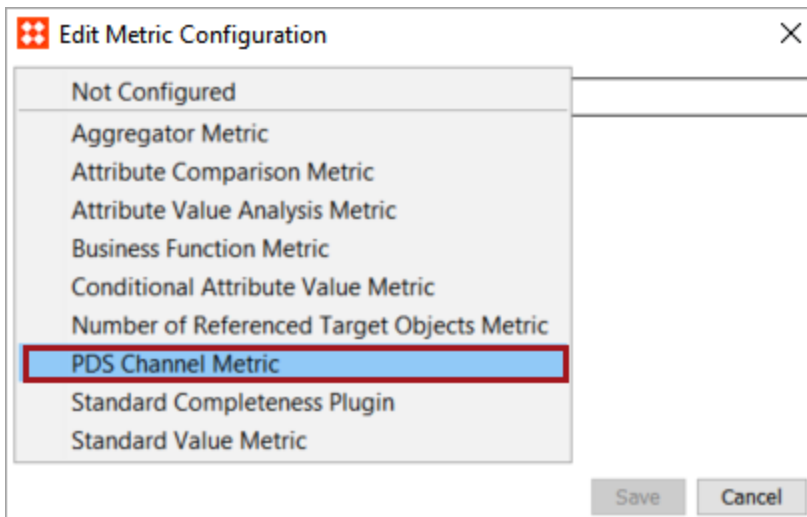 Edit Metric Configuration
Not Configured
Aggregator Metric
Attribute Comparison Metric
Attribute Value Analysis Metric
Business Function Metric
Conditional Attribute Value Metric
Number of Referenced Target Objects Metric
PDS Channel Metric
Standard Completeness Plugin
Standard Value Metric
Save Cancel